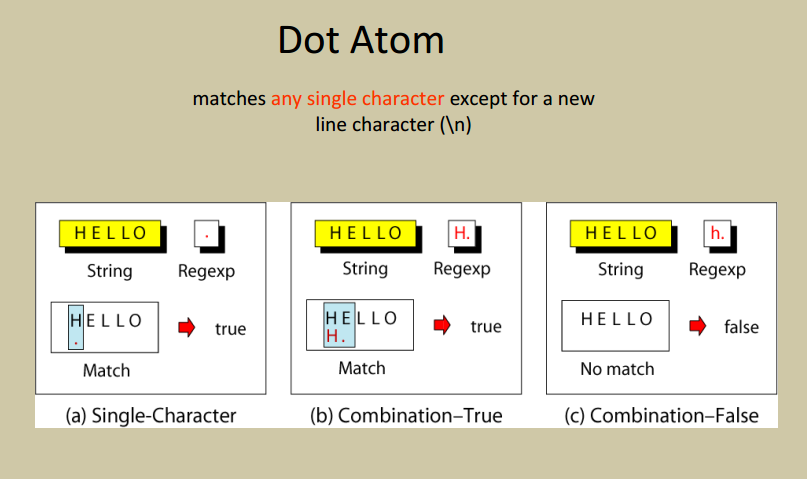 Dot Atom
matches any single character except for a new
line character (\n)
HELLO
.
String
Regexp
HELLO
.
true
Match
(a) Single-Character
HELLO
H.
String
Regexp
HELLO
H.
true
Match
(b) Combination–True
HELLO
h.
String
Regexp
HELLO
false
No match
(c) Combination–False